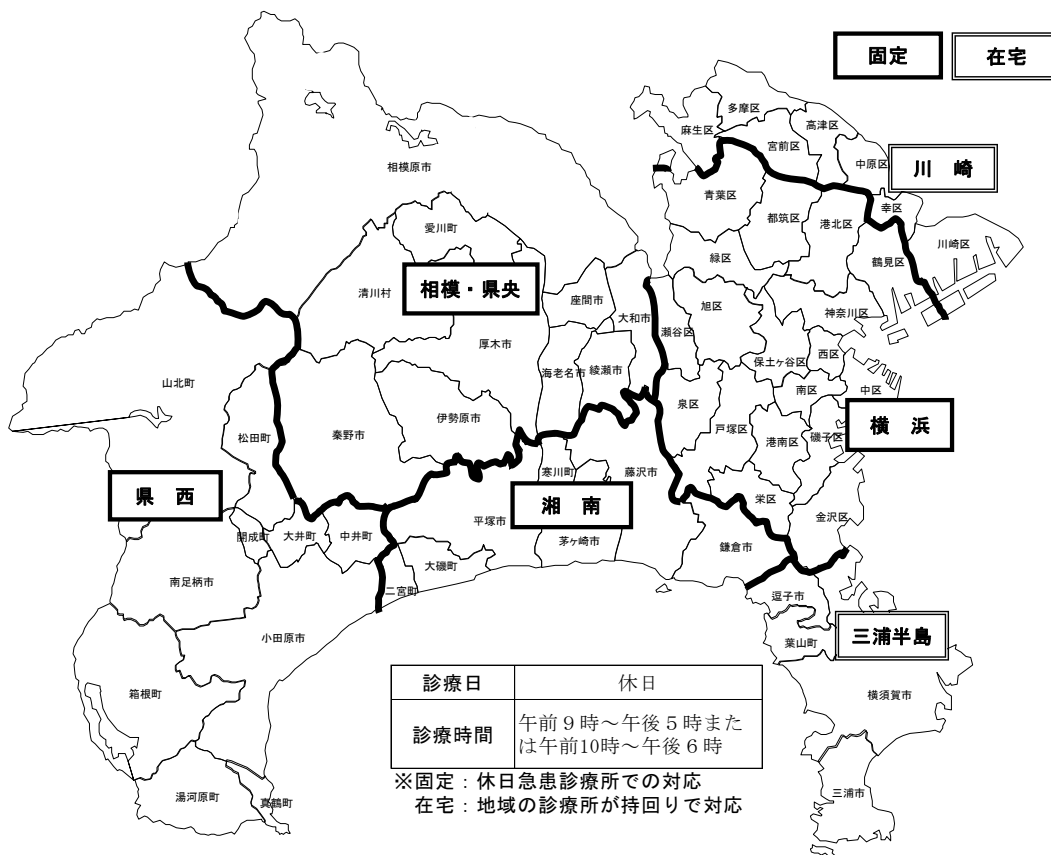 固定
在宅
多摩区
高津区
麻生区
宮前区
中原区
川 崎
相模原市
青葉区
幸区
都筑区
港北区
川崎区
愛川町
鶴見区
緑区
清川村
相模・県央
座間市
旭区
大和市
神奈川区
瀬谷区
厚木市
西区
保土ヶ谷区
海老名市
綾瀬市
山北町
南区
中区
泉区
伊勢原市
横 浜
戸塚区
秦野市
松田町
港南区
磯子区
寒川町
藤沢市
県 西
湘 南
栄区
金沢区
平塚市
開成町
大井町
中井町
茅ヶ崎市
鎌倉市
大磯町
南足柄市
二宮町
逗子市
小田原市
葉山町
三浦半島
箱根町
横須賀市
診療日
休日
診療時間
午前９時～午後５時また
は午前10時～午後６時
※固定：休日急患診療所での対応
在宅：地域の診療所が持回りで対応
湯河原町
真鶴町
三浦市